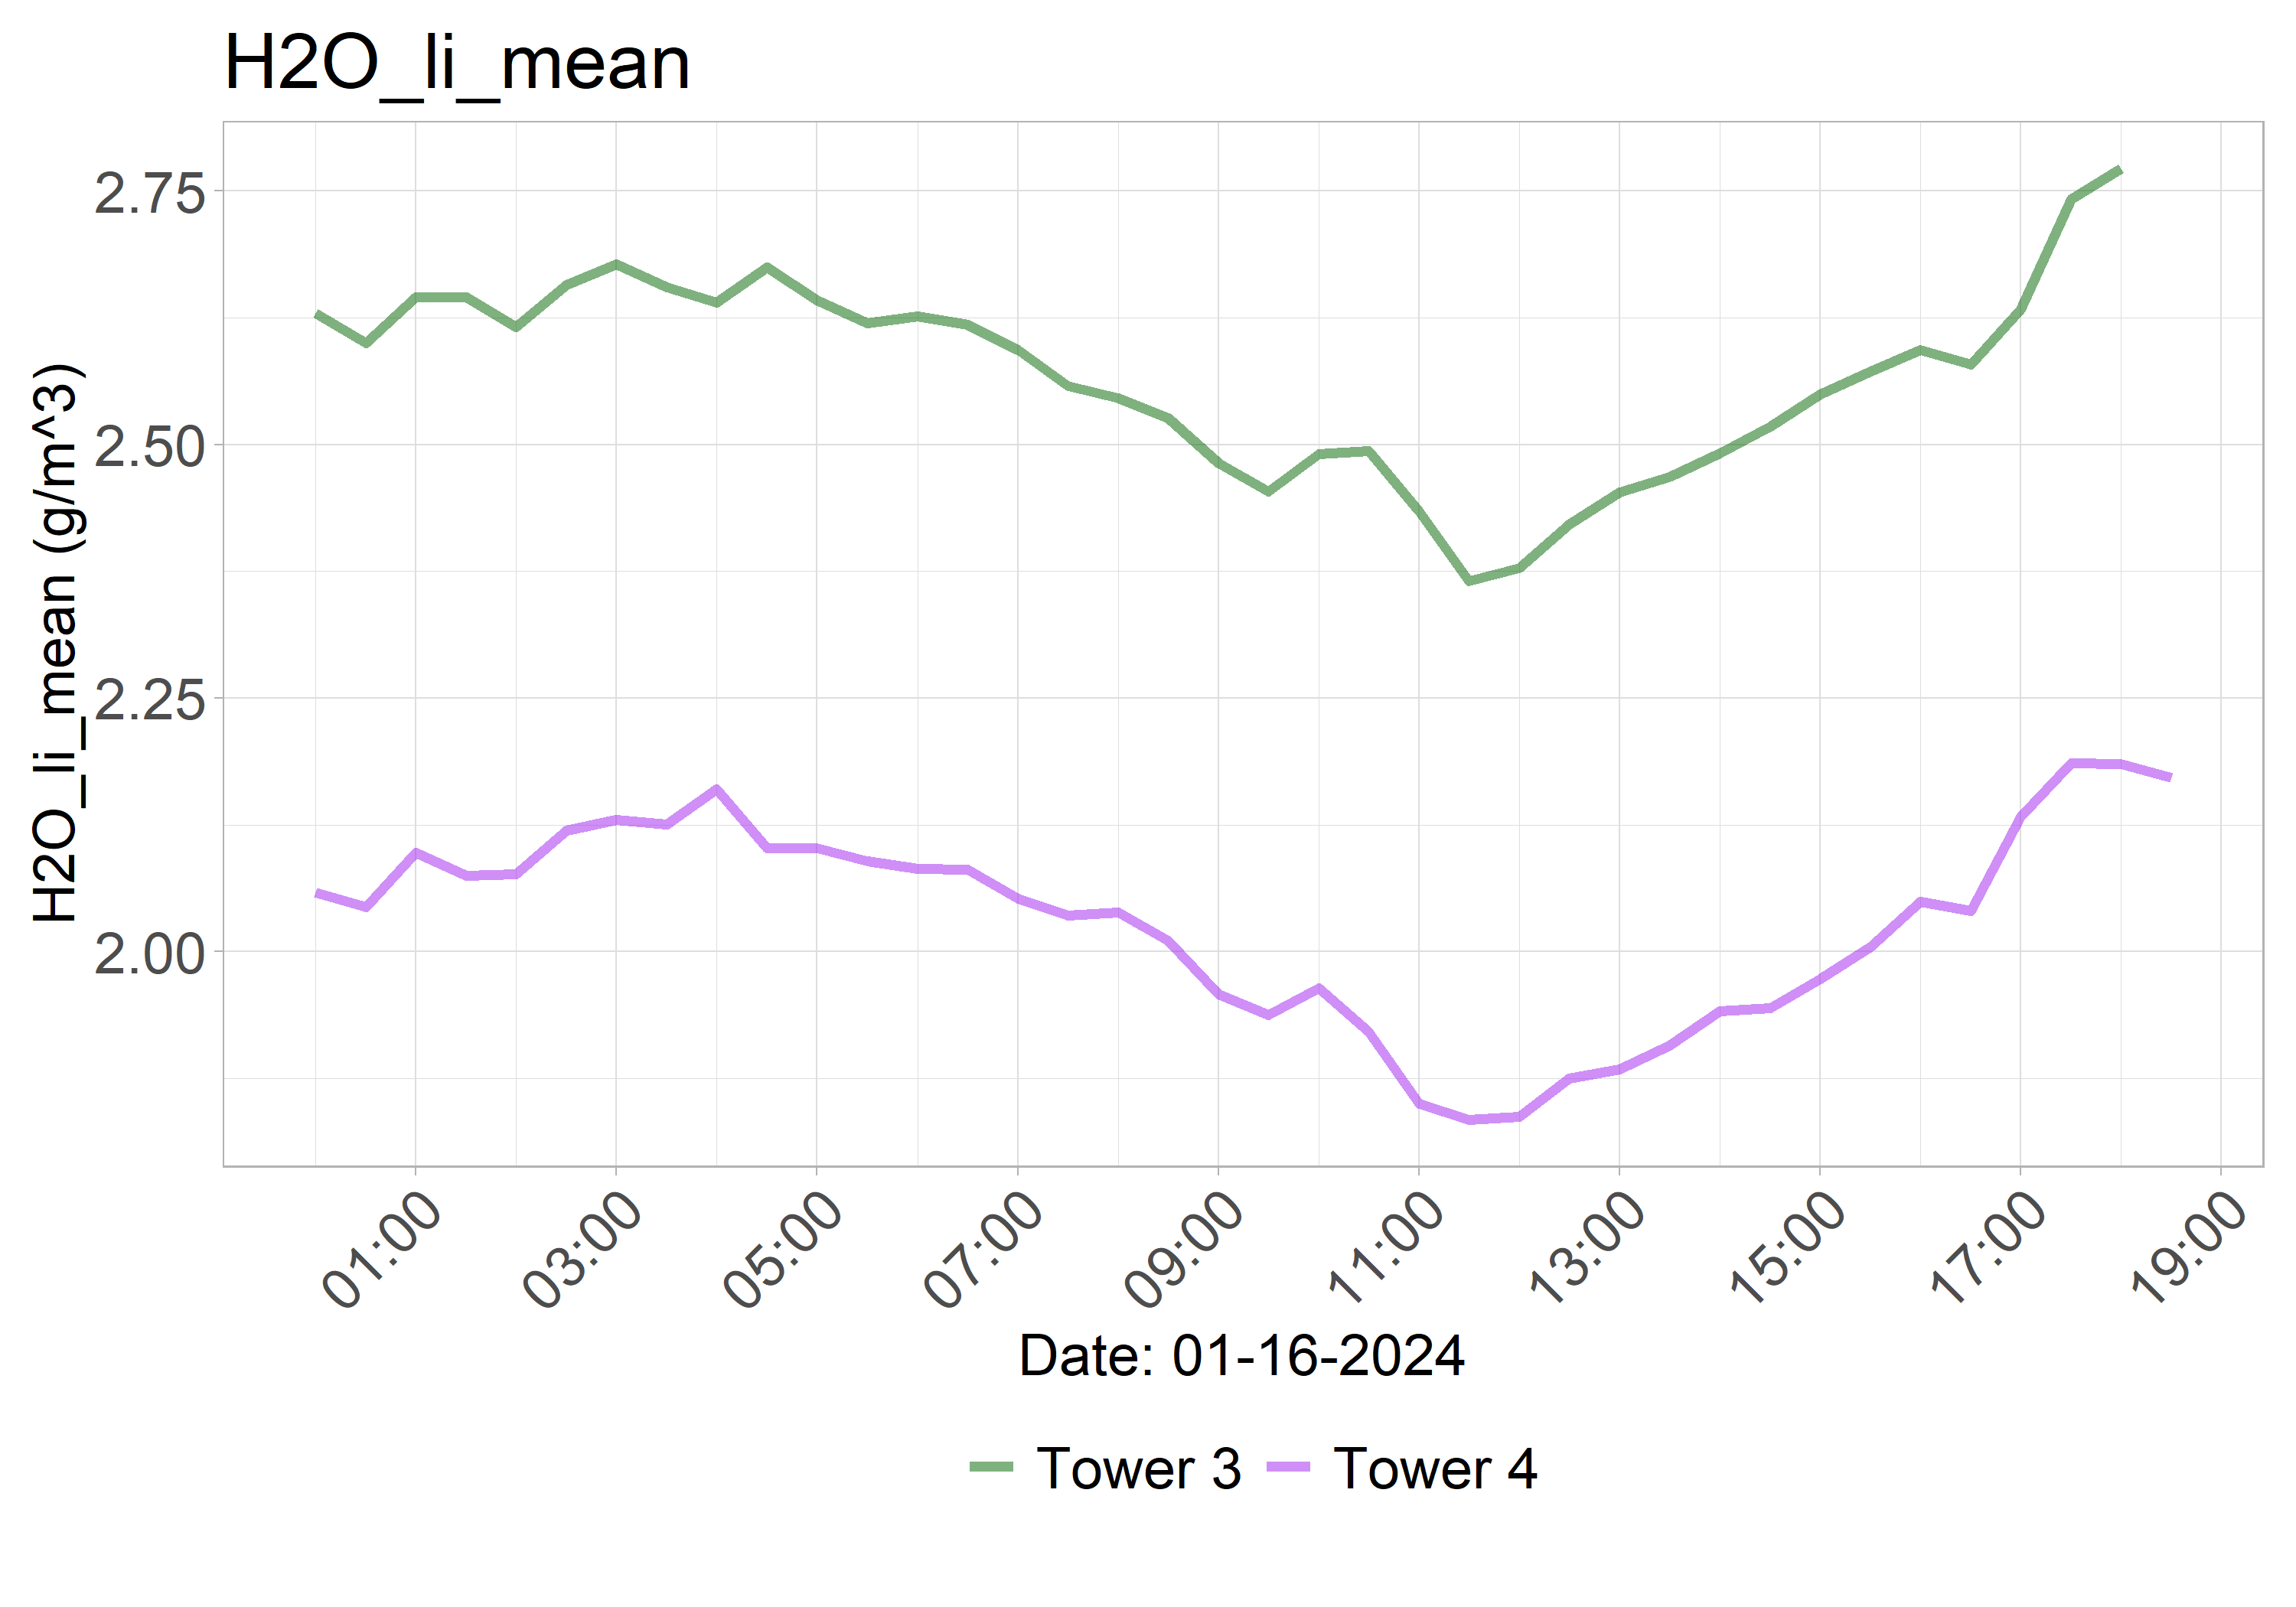 H2O_li_mean
H2O_li_mean (g/m^3)
2.75
2.50
2.25
2.00
01:00 03:00 05:00 07:00 09:00 11:00 13:00 15:00 17:00 19:00
Date: 01-16-2024
Tower 3 Tower 4